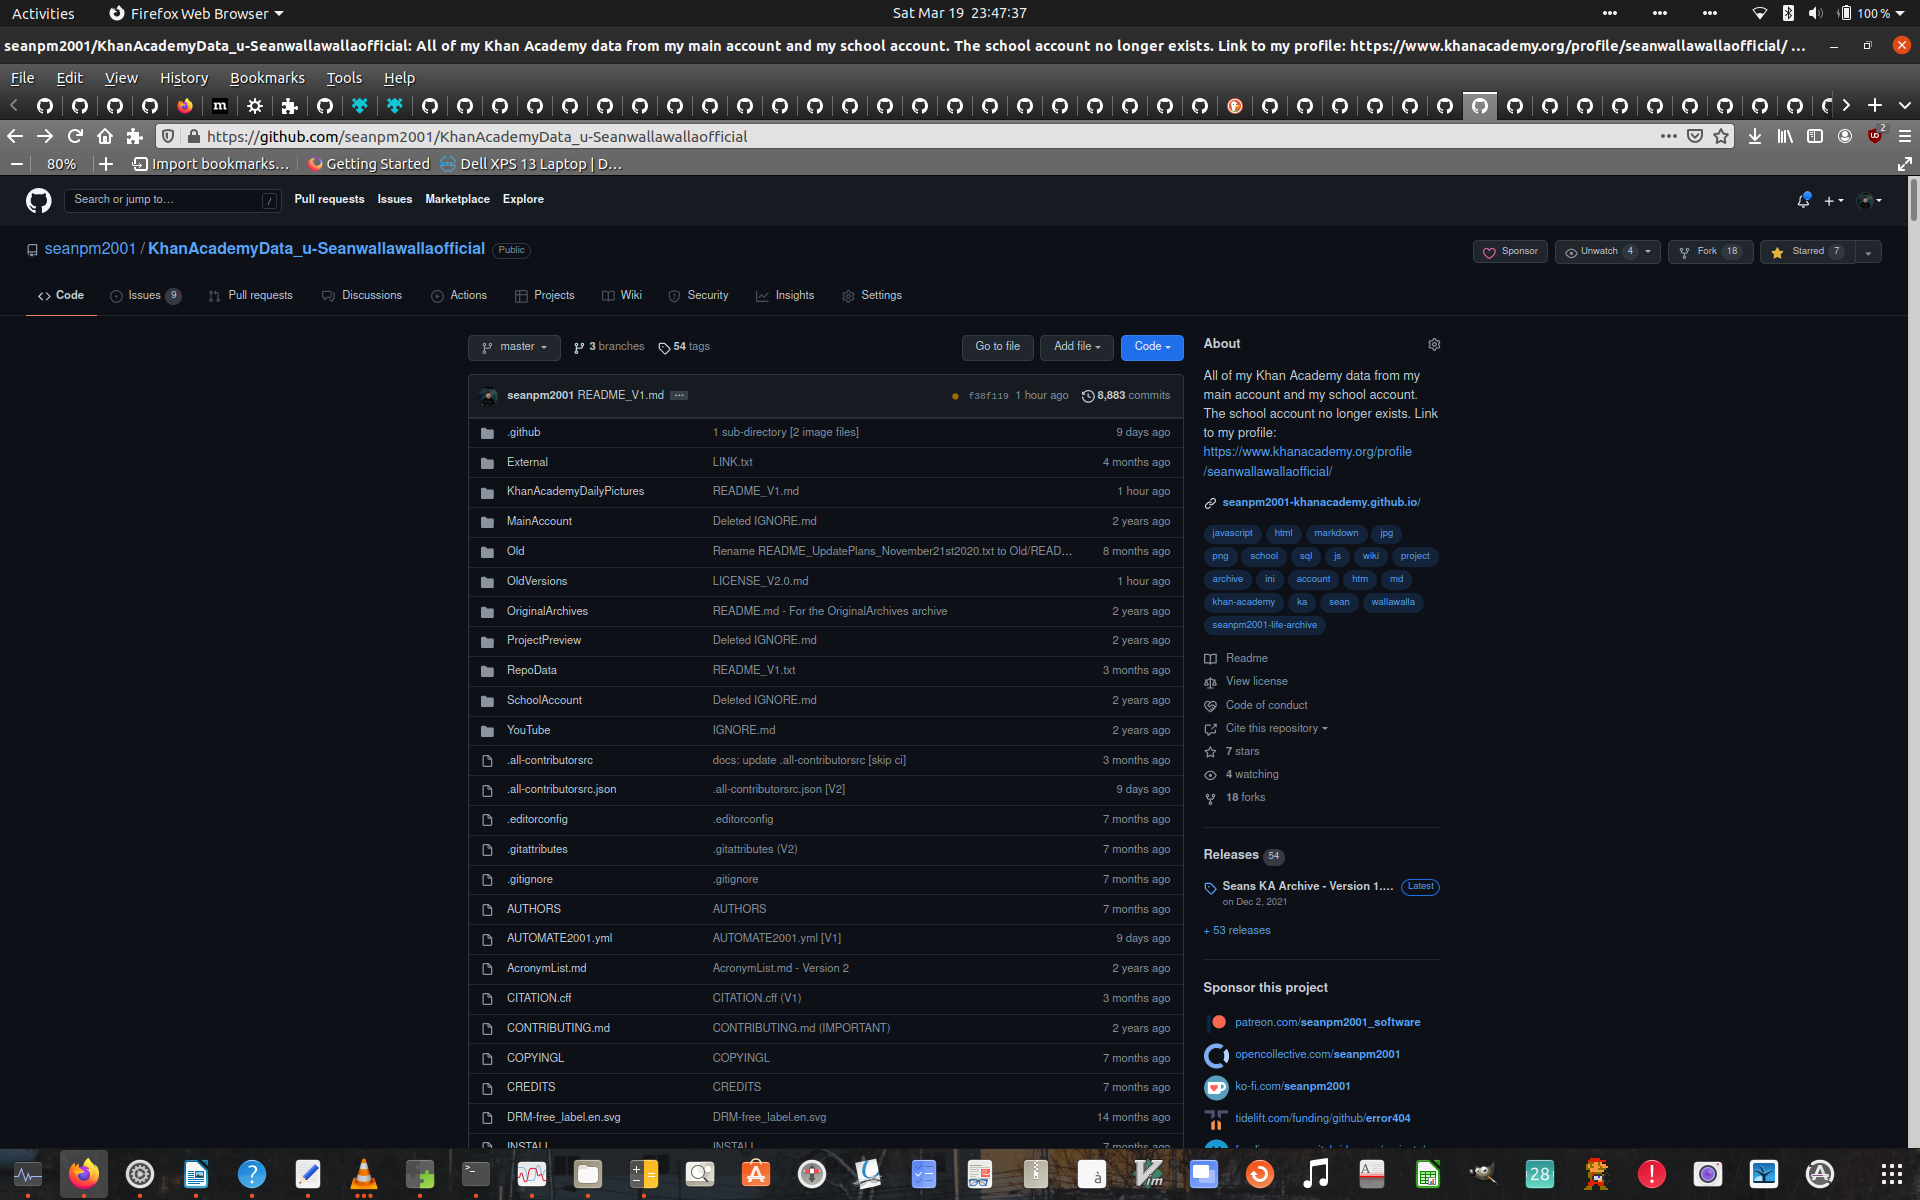 Activities Firefox Web Browser Sat Mar 19 23:47:37 100 %
seanpm2001/KhanAcademyData_u-Seanwallawallaofficial: All of my Khan Academy data from my main account and my school account. The school account no longer exists. Link to my profile: https://www.khanacademy.org/profile/seanwallawallaofficial/ ...
File Edit View History Bookmarks Tools Help
https://github.com/seanpm2001/KhanAcademyData_u-Seanwallawallaofficial 2
80% Import bookmarks... Getting Started Dell XPS 13 Laptop | D...
Search or jump to... / Pull requests Issues Marketplace Explore
seanpm2001 / KhanAcademyData_u-Seanwallawallaofficial Public Sponsor Unwatch 4 Fork 18 Starred 7
Code Issues 9 Pull requests Discussions Actions Projects Wiki Security Insights Settings
master 3 branches 54 tags Go to file Add file Code
seanpm2001 README_V1.md ... f38f119 1 hour ago 8,883 commits
.github 1 sub-directory [2 image files] 9 days ago
External LINK.txt 4 months ago
KhanAcademyDailyPictures README_V1.md 1 hour ago
MainAccount Deleted IGNORE.md 2 years ago
Old Rename README_UpdatePlans_November21st2020.txt to Old/READ... 8 months ago
OldVersions LICENSE_V2.0.md 1 hour ago
OriginalArchives README.md - For the OriginalArchives archive 2 years ago
ProjectPreview Deleted IGNORE.md 2 years ago
RepoData README_V1.txt 3 months ago
SchoolAccount Deleted IGNORE.md 2 years ago
YouTube IGNORE.md 2 years ago
.all-contributorsrc docs: update .all-contributorsrc [skip ci] 3 months ago
.all-contributorsrc.json .all-contributorsrc.json [V2] 9 days ago
.editorconfig .editorconfig 7 months ago
.gitattributes .gitattributes (V2) 7 months ago
.gitignore .gitignore 7 months ago
AUTHORS AUTHORS 7 months ago
AUTOMATE2001.yml AUTOMATE2001.yml [V1] 9 days ago
AcronymList.md AcronymList.md - Version 2 2 years ago
CITATION.cff CITATION.cff (V1) 3 months ago
CONTRIBUTING.md CONTRIBUTING.md (IMPORTANT) 2 years ago
COPYINGL COPYINGL 7 months ago
CREDITS CREDITS 7 months ago
DRM-free_label.en.svg DRM-free_label.en.svg 14 months ago
INSTALL INSTALL 7 months ago
About
All of my Khan Academy data from my
main account and my school account.
The school account no longer exists. Link
to my profile:
https://www.khanacademy.org/profile
/seanwallawallaofficial/
seanpm2001-khanacademy.github.io/
javascript html markdown jpg
png school sql js wiki project
archive ini account htm md
khan-academy ka sean wallawalla
seanpm2001-life-archive
Readme
View license
Code of conduct
Cite this repository
7 stars
4 watching
18 forks
Releases 54
Seans KA Archive - Version 1.... Latest
on Dec 2, 2021
+ 53 releases
Sponsor this project
patreon.com/seanpm2001_software
opencollective.com/seanpm2001
ko-fi.com/seanpm2001
tidelift.com/funding/github/error404
28